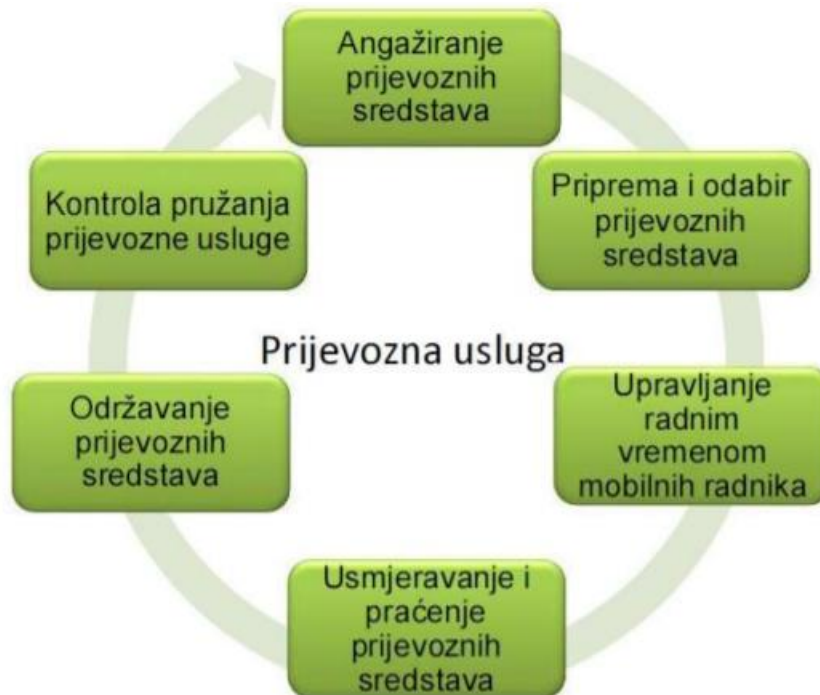 Angažiranje
prijevoznih
sredstava
Priprema i odabir
prijevoznih
sredstava
Upravljanje
radnim
vremenom
mobilnih radnika
Usmjeravanje i
praćenje
prijevoznih
sredstava
Održavanje
prijevoznih
sredstava
Kontrola pružanja
prijevozne usluge
Prijevozna usluga